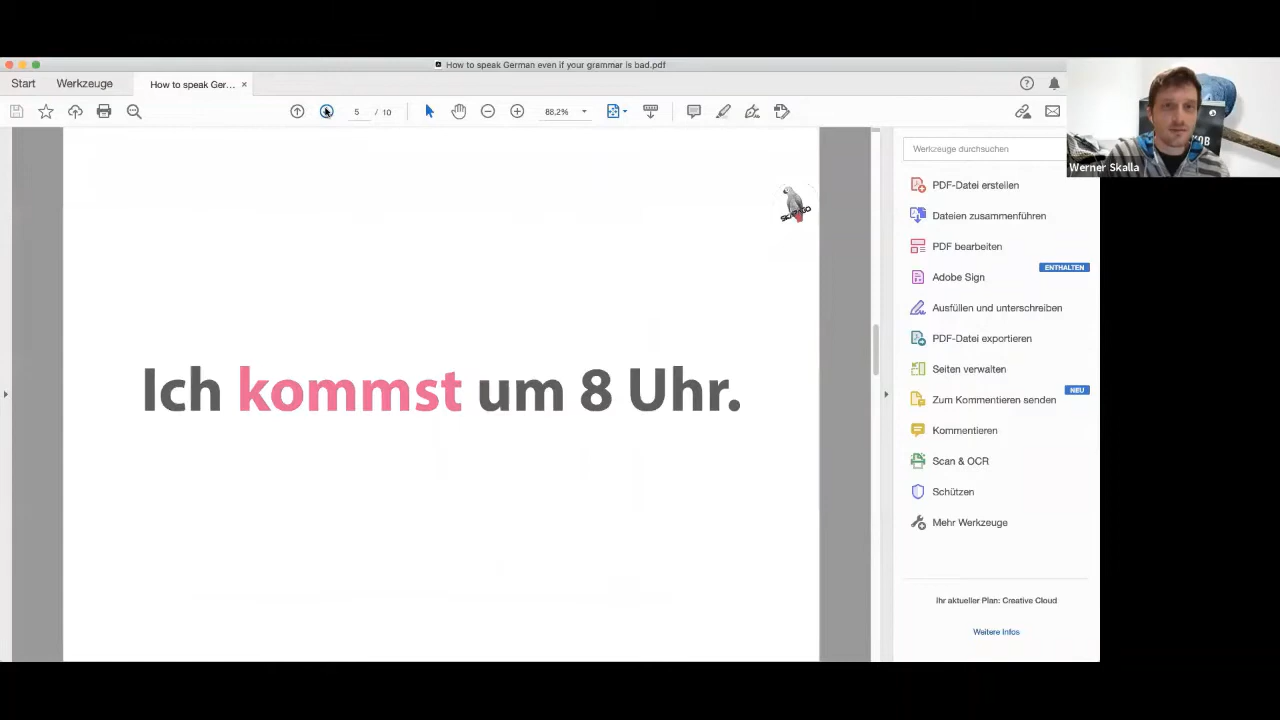 How to speak German even if your grammar is bad.pdf
Start Werkzeuge How to speak Ger... ×
5 / 10 88,2%
Werner Skalla
Werkzeuge durchsuchen
PDF-Datei erstellen
Dateien zusammenführen
PDF bearbeiten
ENTHALTEN
Adobe Sign
Ausfüllen und unterschreiben
PDF-Datei exportieren
Seiten verwalten
NEU
Zum Kommentieren senden
Kommentieren
Scan & OCR
Schützen
Mehr Werkzeuge
Ihr aktueller Plan: Creative Cloud
Weitere Infos
Ich kommst um 8 Uhr.